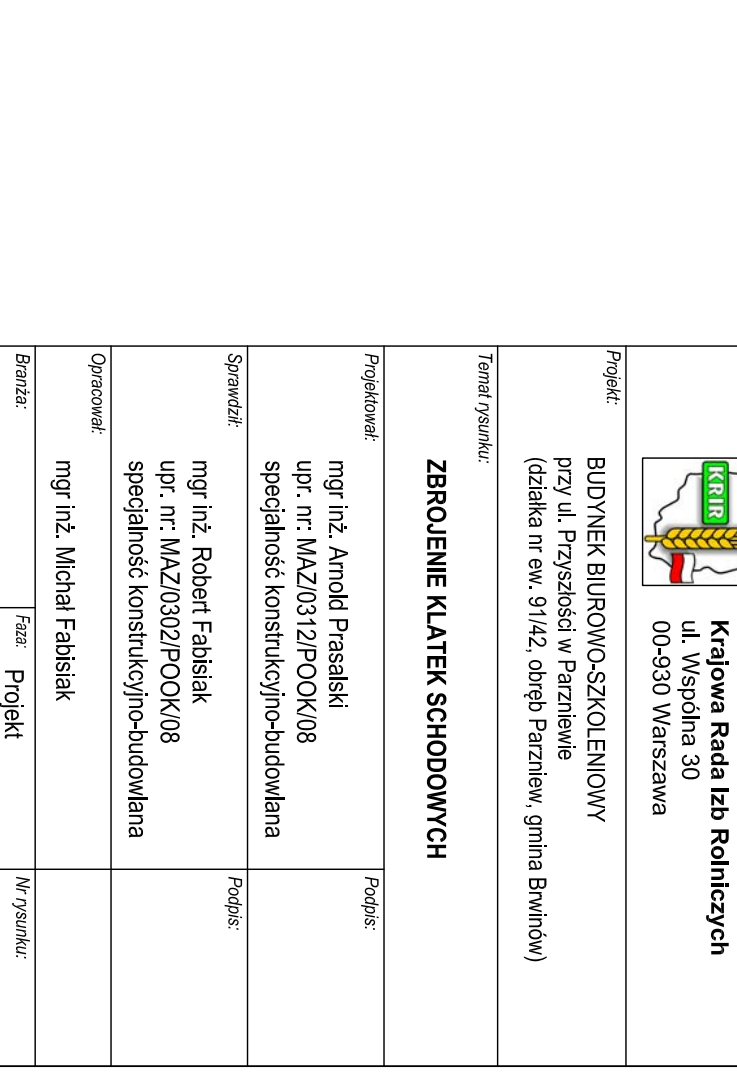 KRIR
Krajowa Rada Izb Rolniczych
ul. Wspólna 30
00-930 Warszawa
Projekt:
BUDYNEK BIUROWO-SZKOLENIOWY
przy ul. Przyszłości w Parzniewie
(działka nr ew. 91/42, obręb Parzniew, gmina Brwinów)
Temat rysunku:
ZBROJENIE KLATEK SCHODOWYCH
Projektował:
mgr inż. Arnold Prasalski
upr. nr: MAZ/0312/POOK/08
specjalność konstrukcyjno-budowlana
Podpis:
Sprawdził:
mgr inż. Robert Fabisiak
upr. nr: MAZ/0302/POOK/08
specjalność konstrukcyjno-budowlana
Podpis:
Opracował:
mgr inż. Michał Fabisiak
Branża:
Faza:
Projekt
Nr rysunku: